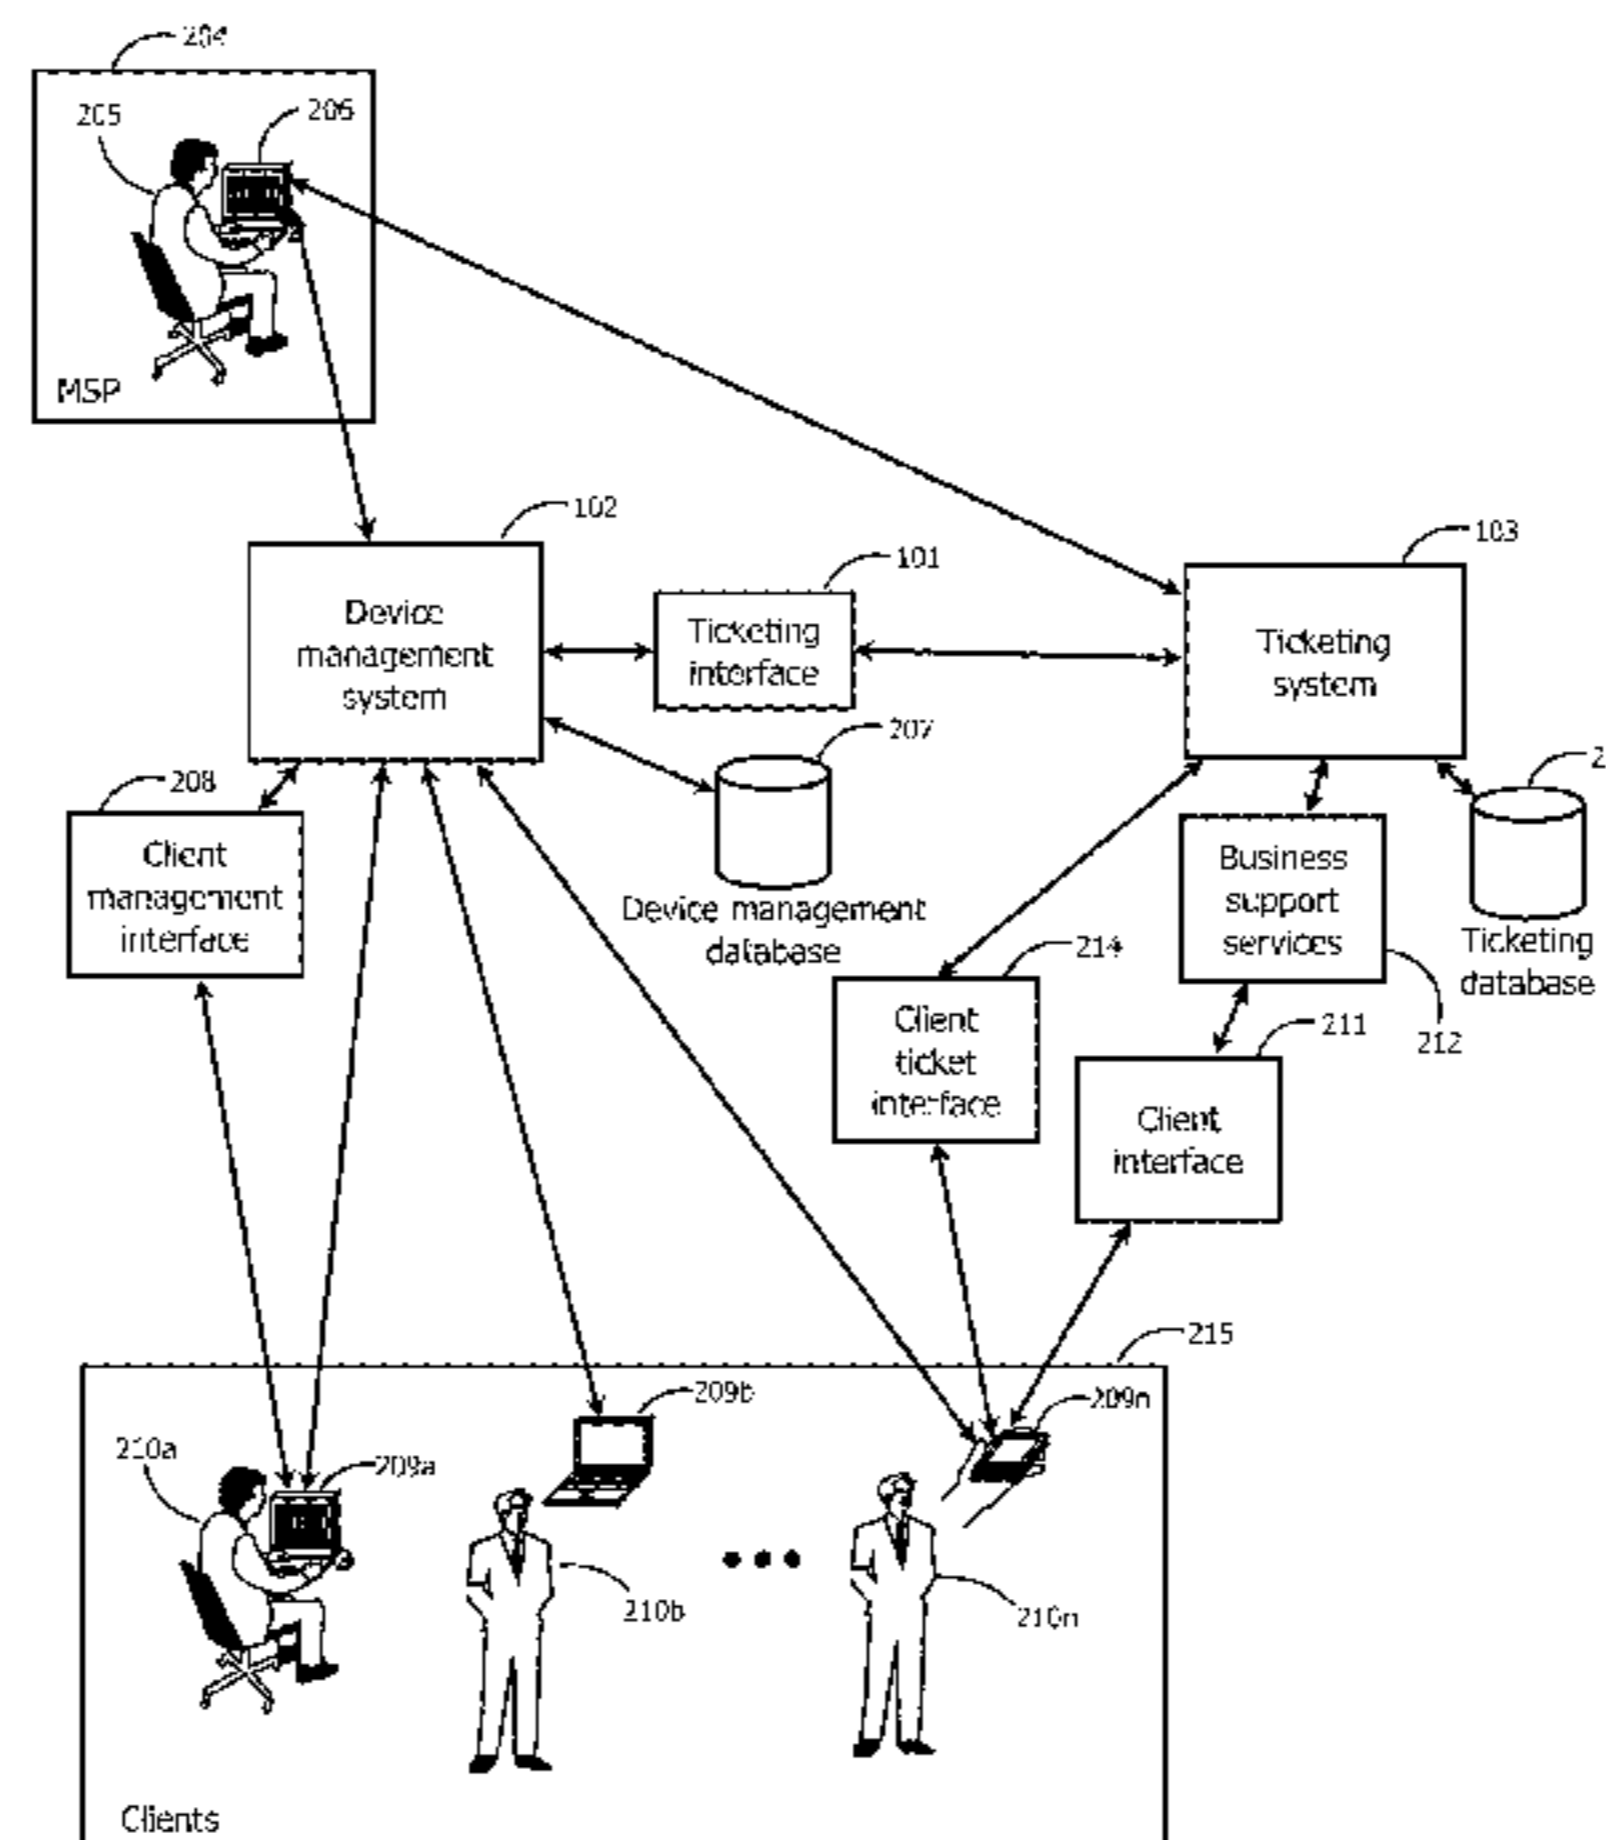 204
205
206
MSP
102
101
103
Device
management
system
Ticketing
interface
Ticketing
system
207
2
208
Client
management
interface
Device management
database
Business
support
services
Ticketing
database
214
212
211
Client
ticket
interface
Client
interface
215
209b
209n
210a
209a
210b
210n
Clients